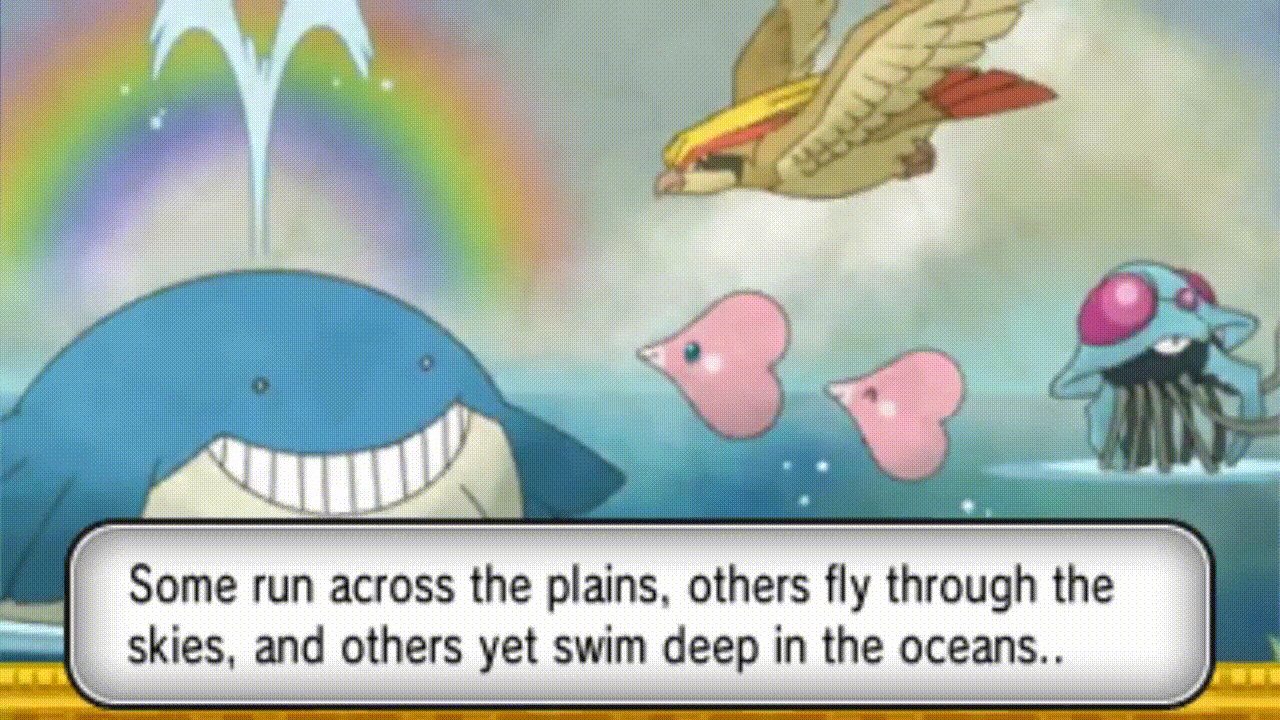 Some run across the plains, others fly through the
skies, and others yet swim deep in the oceans..